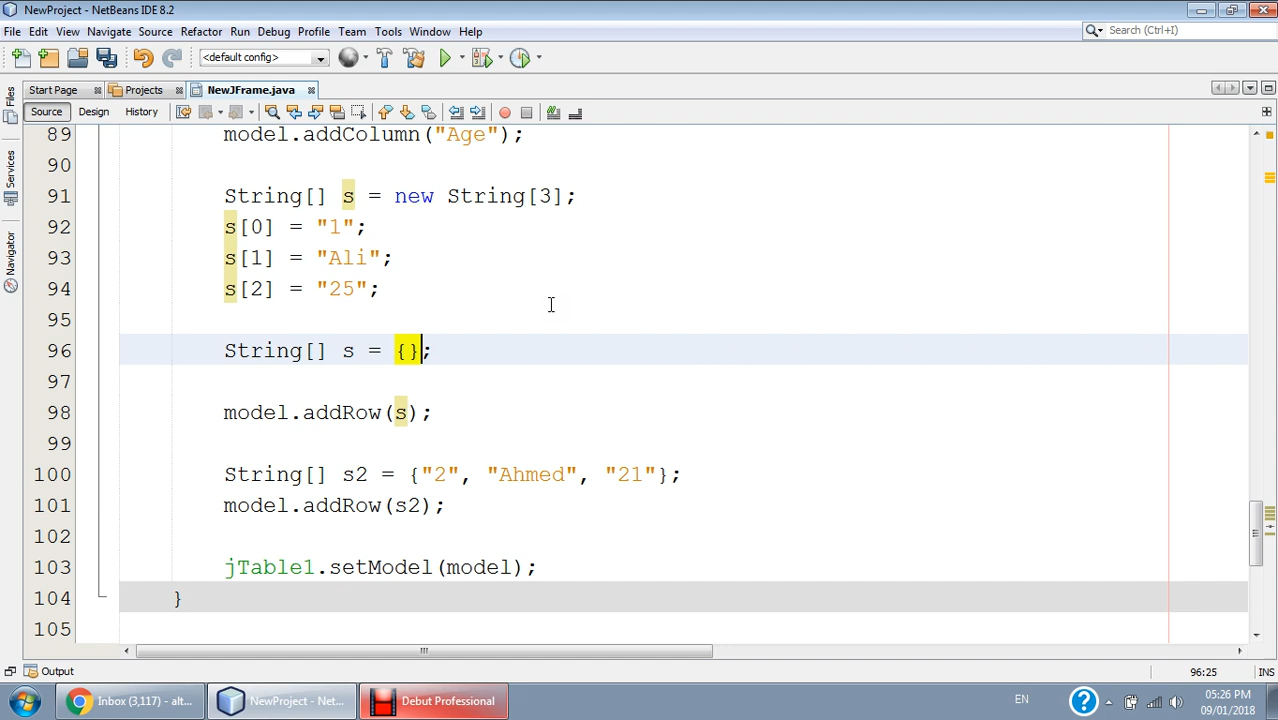 NewProject - NetBeans IDE 8.2
File Edit View Navigate Source Refactor Run Debug Profile Team Tools Window Help
Search (Ctrl+I)
<default config>
Start Page Projects NewJFrame.java
Source Design History
Files
Services
Navigator
89 model.addColumn("Age");
90
91 String[] s = new String[3];
92 s[0] = "1";
93 s[1] = "Ali";
94 s[2] = "25";
95
96 String[] s = {};
97
98 model.addRow(s);
99
100 String[] s2 = {"2", "Ahmed", "21"};
101 model.addRow(s2);
102
103 jTable1.setModel(model);
104 }
105
Output
96:25 INS
Inbox (3,117) - alt... NewProject - Net... Debut Professional EN 05:26 PM
09/01/2018